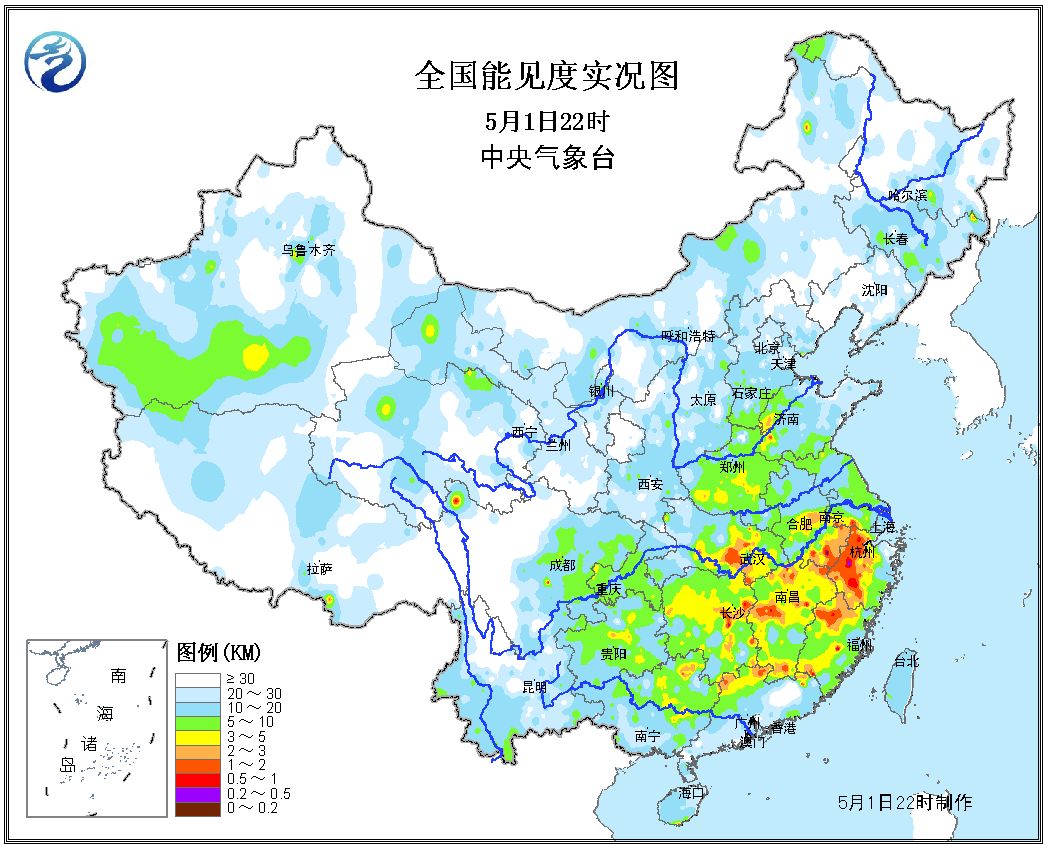 全国能见度实况图
5月1日22时
中央气象台
哈尔滨
长春
乌鲁木齐
沈阳
呼和浩特
北京
天津
银川
太原
石家庄
济南
西宁
兰州
郑州
西安
合肥
南京
上海
武汉
杭州
成都
拉萨
重庆
南昌
长沙
贵阳
福州
台北
昆明
广州
香港
南宁
澳门
海口
图例(KM)
≥30
20～30
10～20
5～10
3～5
2～3
1～2
0.5～1
0.2～0.5
0～0.2
南
海
诸
岛
5月1日22时制作